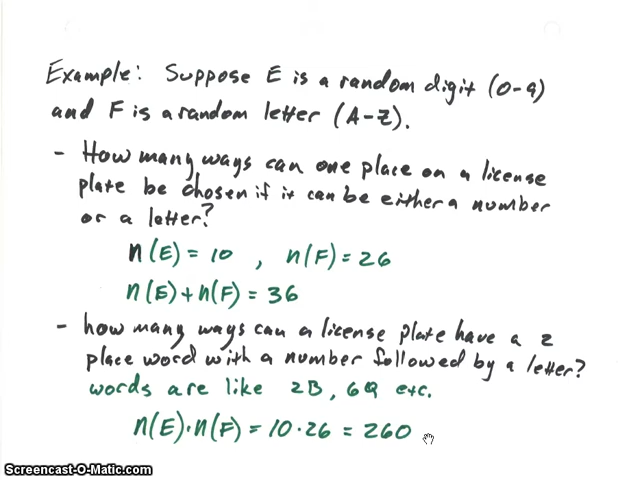 Example: Suppose E is a random digit (0-9)
and F is a random letter (A-Z).
- How many ways can one place on a license
plate be chosen if it can be either a number
or a letter?
n(E) = 10 , n(F) = 26
n(E) + n(F) = 36
- how many ways can a license plate have a 2
place word with a number followed by a letter?
words are like 2B, 6Q etc.
n(E)·n(F) = 10·26 = 260
Screencast-O-Matic.com